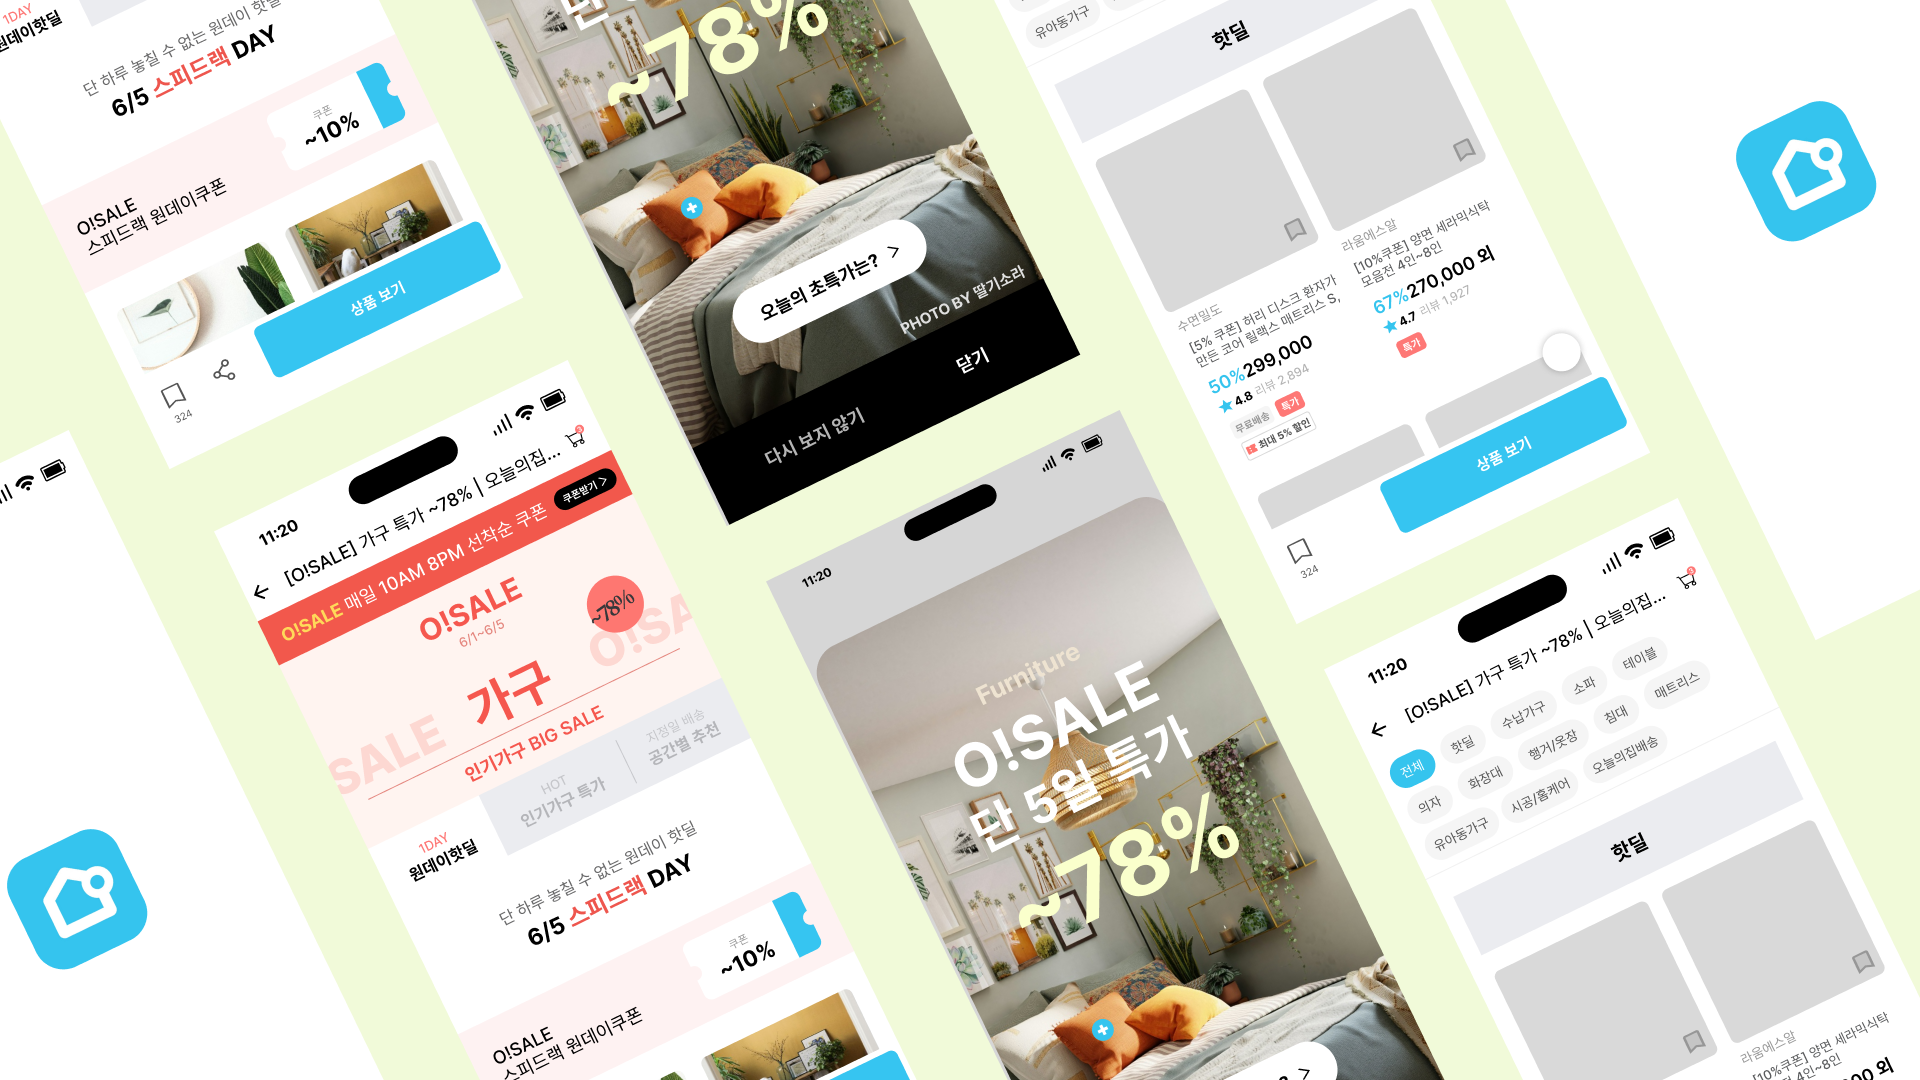 1DAY
원데이핫딜
단 하루 놓칠 수 없는 원데이 핫딜
6/5 스피드랙 DAY
쿠폰
~10%
O!SALE
스피드랙 원데이쿠폰
상품 보기
324
~78%
오늘의 초특가는? >
PHOTO BY 딸기소라
다시 보지 않기
닫기
유아동가구
핫딜
수면밀도
[5% 쿠폰] 허리 디스크 환자가
만든 코어 릴랙스 매트리스 S,
50% 299,000
4.8 리뷰 2,894
무료배송 특가
최대 5% 할인
라움에스알
[10%쿠폰] 양면 세라믹식탁
모음전 4인~8인
67% 270,000 외
4.7 리뷰 1,927
특가
상품 보기
324
11:20
[O!SALE] 가구 특가 ~78% | 오늘의집...
O!SALE 매일 10AM 8PM 선착순 쿠폰
쿠폰받기 >
O!SALE
6/1~6/5
~78%
O!SA
가구
SALE
인기가구 BIG SALE
1DAY
원데이핫딜
HOT
인기가구 특가
지정일 배송
공간별 추천
단 하루 놓칠 수 없는 원데이 핫딜
6/5 스피드랙 DAY
쿠폰
~10%
O!SALE
스피드랙 원데이쿠폰
11:20
Furniture
O!SALE
단 5일 특가
~78%
11:20
[O!SALE] 가구 특가 ~78% | 오늘의집...
전체 핫딜 수납가구 소파 테이블
의자 화장대 행거/옷장 침대 매트리스
유아동가구 시공/홈케어 오늘의집배송
핫딜
라움에스알
[10%쿠폰] 양면 세라믹식탁
모음전 4인~8인